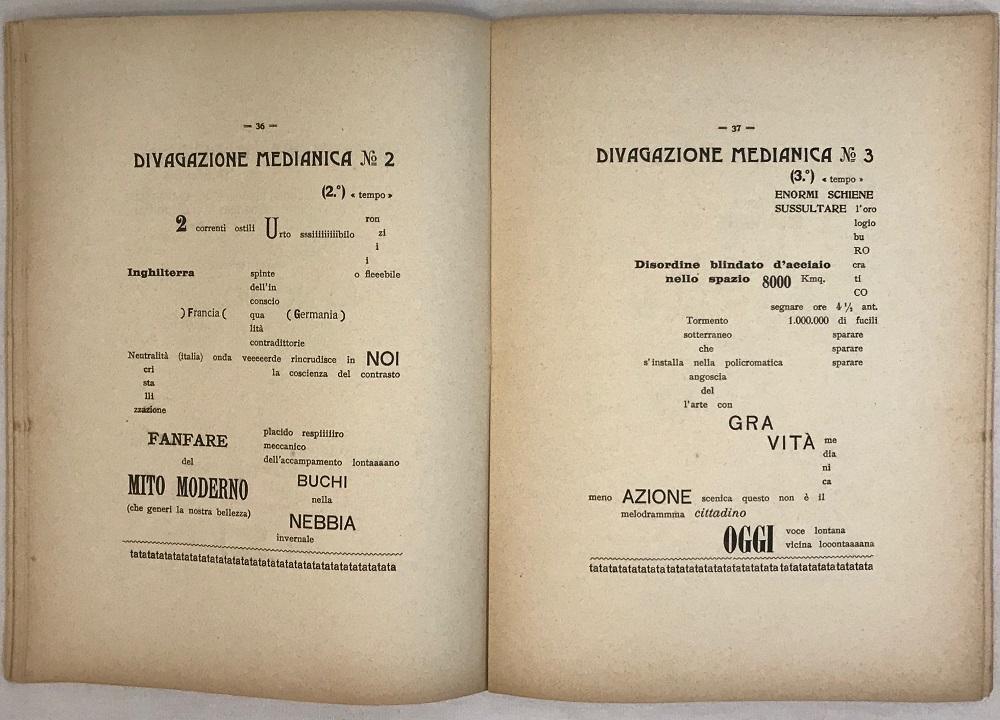 — 36 —
DIVAGAZIONE MEDIANICA № 2
(2.º) « tempo »
2 correnti ostili Urto sssiiiiiiiiibilo ron
zi
i
i
Inghilterra spinte o fleeebile
dell'in
conscio
) Francia ( qua ( Germania )
lità
contradittorie
Neutralità (italia) onda veeeeerde rincrudisce in NOI
cri la coscienza del contrasto
sta
lli
zzazione
FANFARE placido respiiiiiro
meccanico
del dell'accampamento lontaaaano
MITO MODERNO BUCHI
nella
(che generi la nostra bellezza) NEBBIA
invernale
tatatatatatatatatatatatatatatatatatatatatatatatatatatatatata
— 37 —
DIVAGAZIONE MEDIANICA № 3
(3.º) « tempo »
ENORMI SCHIENE
SUSSULTARE l'oro
logio
bu
RO
Disordine blindato d'acciaio cra
nello spazio 8000 Kmq. ti
CO
segnare ore 4 ½ ant.
Tormento 1.000.000 di fucili
sotterraneo sparare
che sparare
s'installa nella policromatica sparare
angoscia
del
l'arte con
GRA
VITÀ me
dia
ni
ca
meno AZIONE scenica questo non è il
melodrammma cittadino
OGGI voce lontana
vicina looontaaaana
tatatatatatatatatatatatatatatatatatatatatatatatatatatatatata